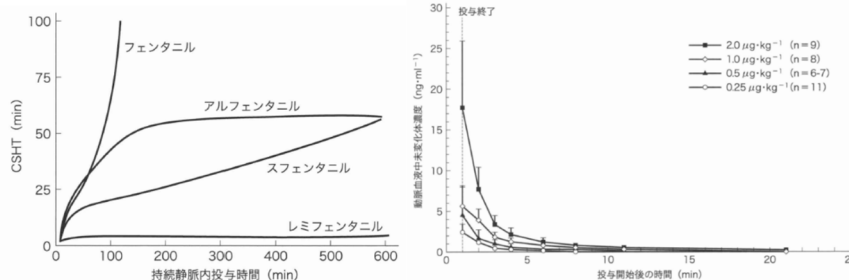 100
75
50
25
0
CSHT (min)
フェンタニル
アルフェンタニル
スフェンタニル
レミフェンタニル
0 100 200 300 400 500 600
持続静脈内投与時間 (min)
投与終了
30
25
20
15
10
5
0
動脈血液中未変化体濃度 (ng・ml⁻¹)
2.0 μg・kg⁻¹ (n=9)
1.0 μg・kg⁻¹ (n=8)
0.5 μg・kg⁻¹ (n=6-7)
0.25 μg・kg⁻¹ (n=11)
0 5 10 15 20
投与開始後の時間 (min)